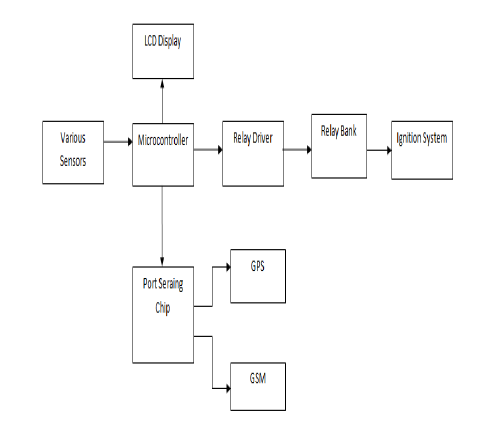 LCD Display
Various
Sensors
Microcontroller
Relay Driver
Relay Bank
Ignition System
Port Seraing
Chip
GPS
GSM